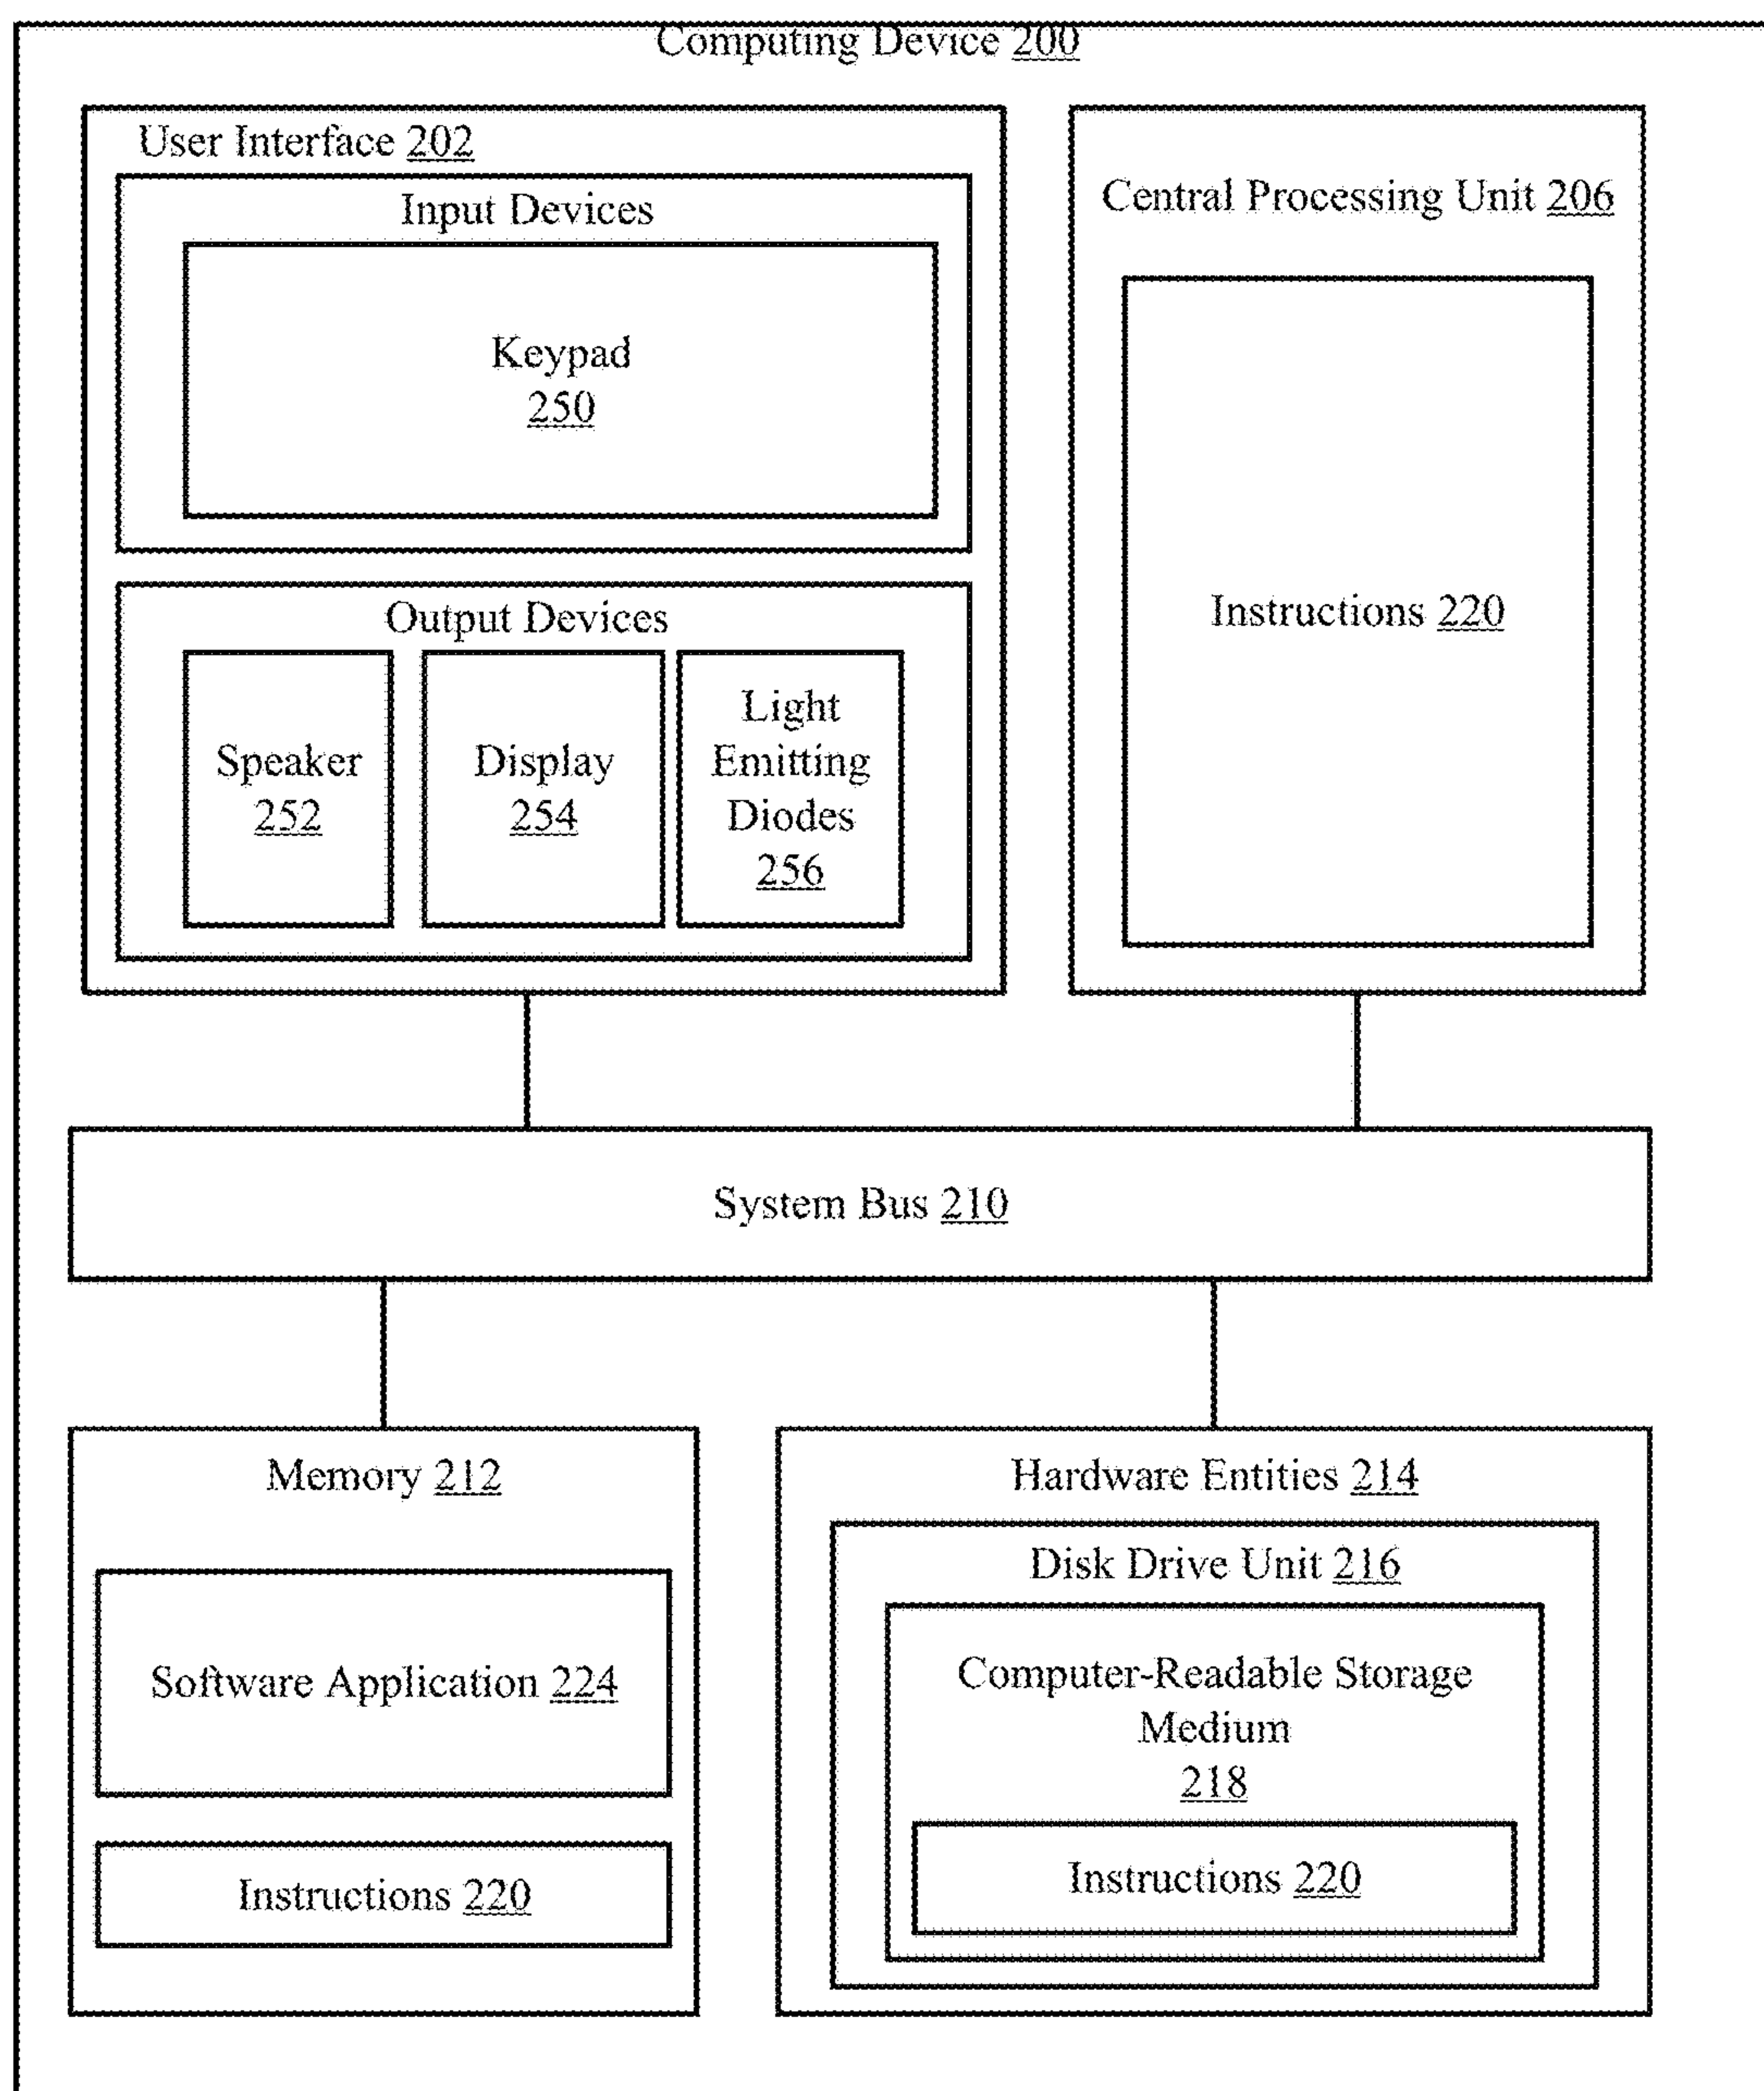 Computing Device 200
User Interface 202
Input Devices
Keypad
250
Output Devices
Speaker
252
Display
254
Light
Emitting
Diodes
256
Central Processing Unit 206
Instructions 220
System Bus 210
Memory 212
Software Application 224
Instructions 220
Hardware Entities 214
Disk Drive Unit 216
Computer-Readable Storage
Medium
218
Instructions 220